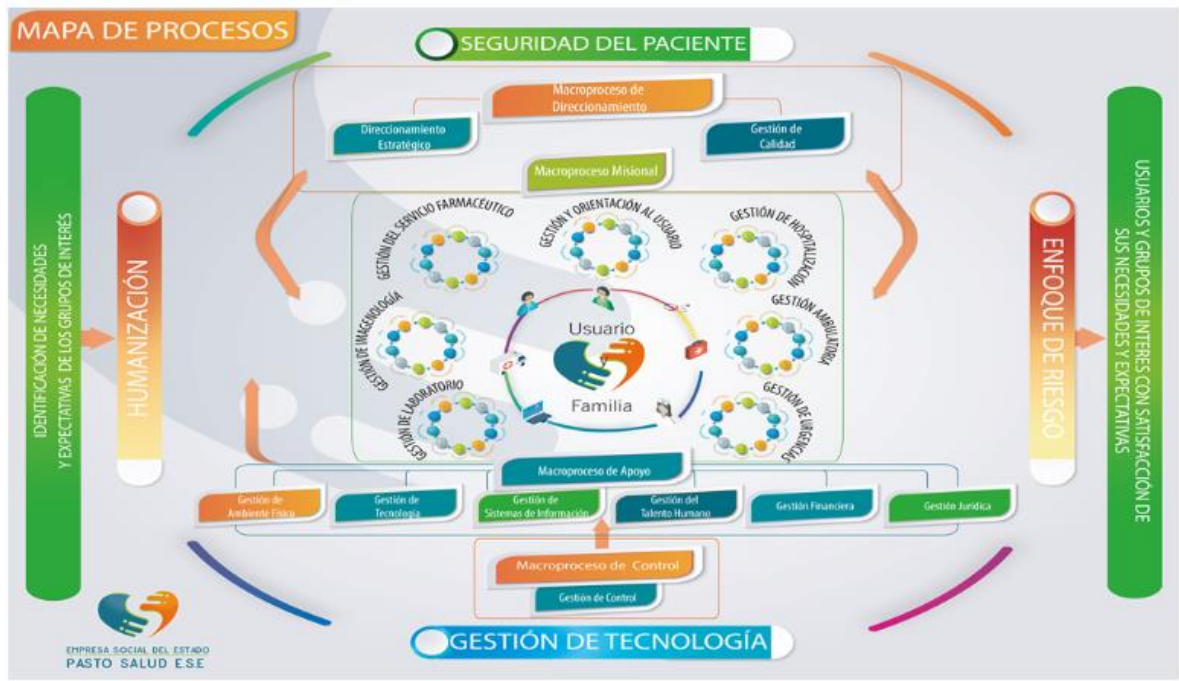 MAPA DE PROCESOS
SEGURIDAD DEL PACIENTE
Macroproceso de
Direccionamiento
Direccionamiento
Estratégico
Gestión de
Calidad
Macroproceso Misional
IDENTIFICACIÓN DE NECESIDADES
Y EXPECTATIVAS DE LOS GRUPOS DE INTERÉS
HUMANIZACIÓN
GESTIÓN DEL SERVICIO FARMACÉUTICO
GESTIÓN Y ORIENTACIÓN AL USUARIO
GESTIÓN DE HOSPITALIZACIÓN
GESTIÓN DE IMAGENOLOGÍA
GESTIÓN AMBULATORIA
GESTIÓN DE LABORATORIO
GESTIÓN DE URGENCIAS
Usuario
Familia
ENFOQUE DE RIESGO
USUARIOS Y GRUPOS DE INTERES CON SATISFACCIÓN DE
SUS NECESIDADES Y EXPECTATIVAS
Macroproceso de Apoyo
Gestión de
Ambiente Físico
Gestión de
Tecnología
Gestión de
Sistemas de Información
Gestión del
Talento Humano
Gestión Financiera
Gestión Jurídica
Macroproceso de Control
Gestión de Control
GESTIÓN DE TECNOLOGÍA
EMPRESA SOCIAL DEL ESTADO
PASTO SALUD E.S.E